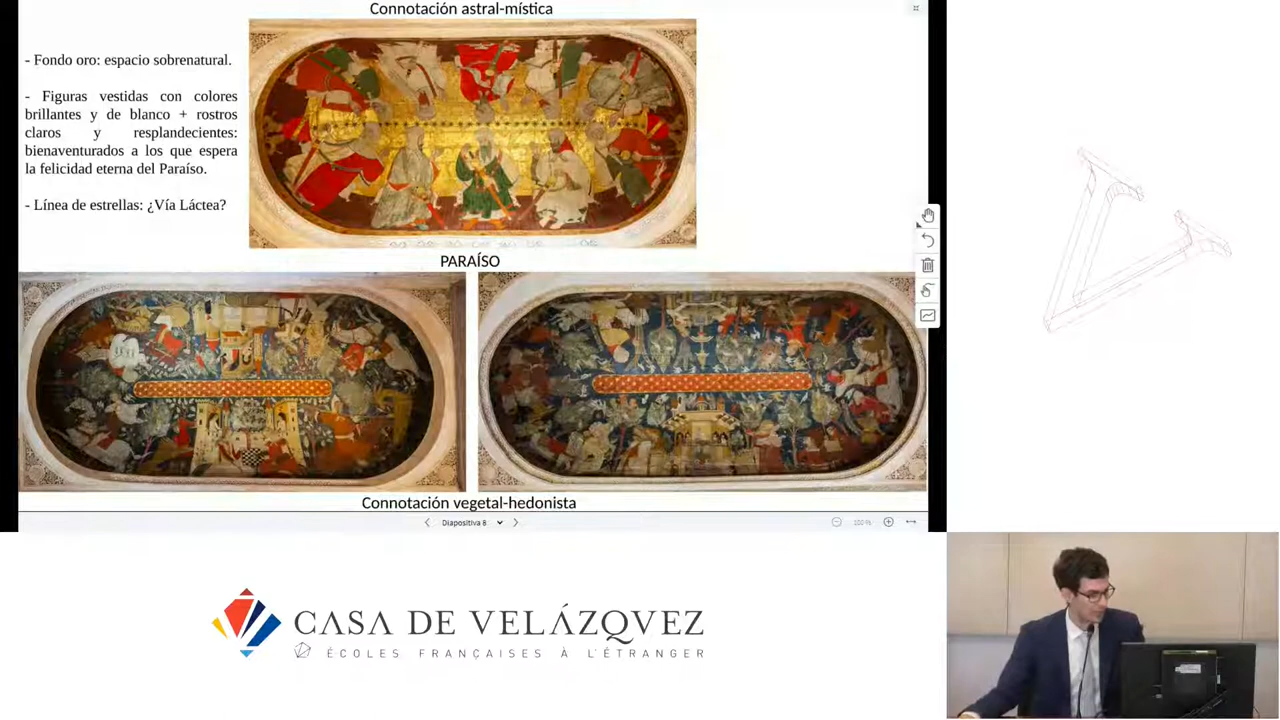 Connotación astral-mística
- Fondo oro: espacio sobrenatural.
- Figuras vestidas con colores
brillantes y de blanco + rostros
claros y resplandecientes:
bienaventurados a los que espera
la felicidad eterna del Paraíso.
- Línea de estrellas: ¿Vía Láctea?
PARAÍSO
Connotación vegetal-hedonista
Diapositiva 8
100 %
CASA DE VELÁZQVEZ
ÉCOLES FRANÇAISES À L'ÉTRANGER